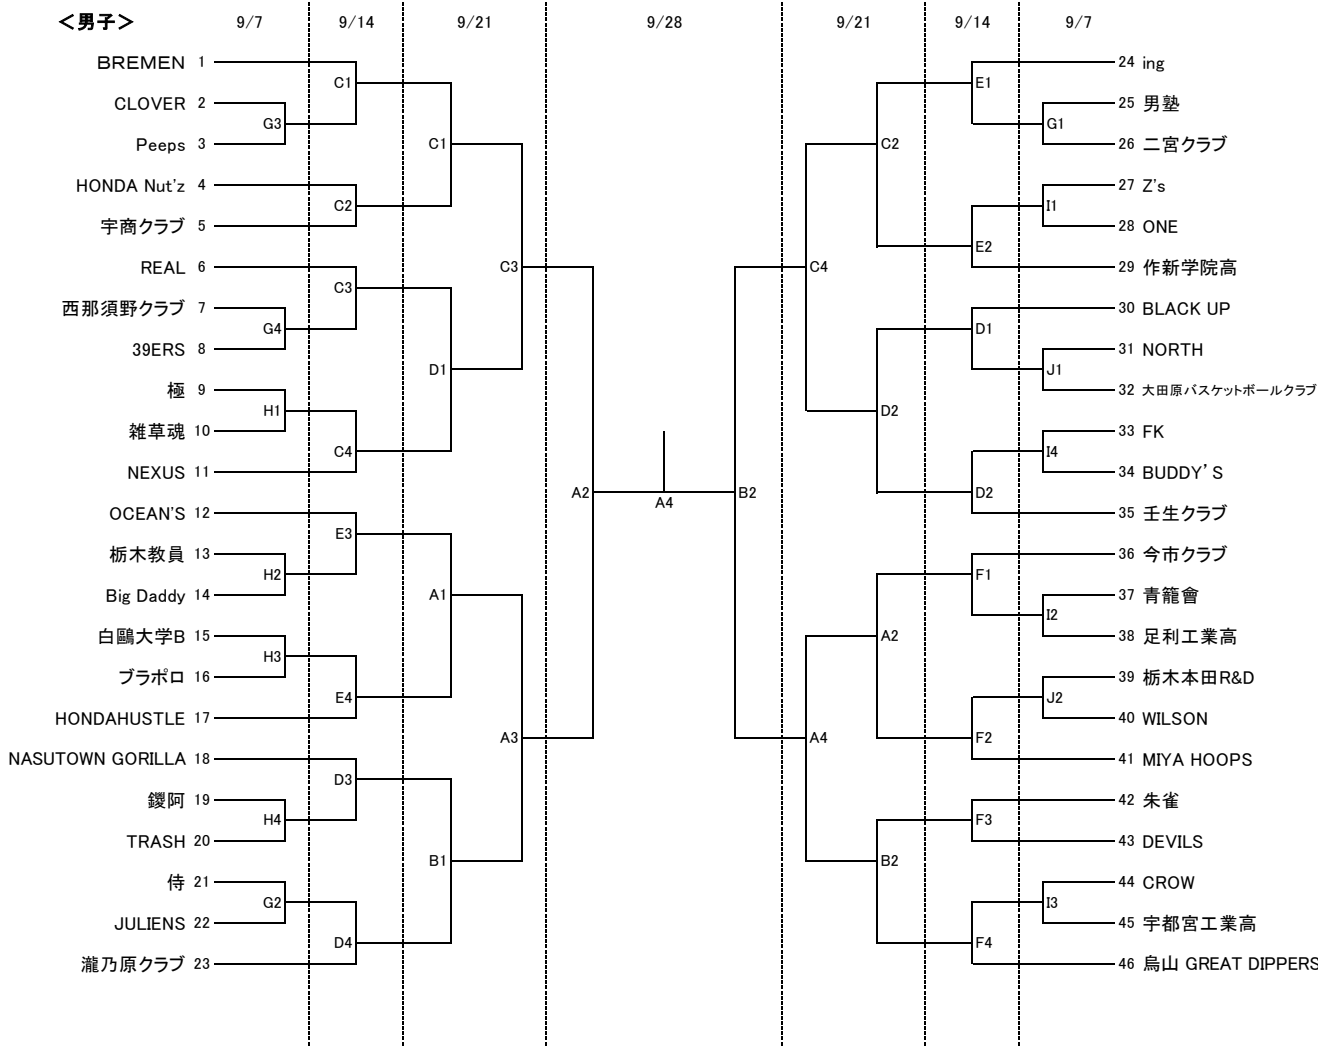 ＜男子＞ 9/7 9/14 9/21 9/28 9/21 9/14 9/7
BREMEN 1
CLOVER 2
Peeps 3
HONDA Nut'z 4
宇商クラブ 5
REAL 6
西那須野クラブ 7
39ERS 8
極 9
雑草魂 10
NEXUS 11
OCEAN'S 12
栃木教員 13
Big Daddy 14
白鷗大学B 15
ブラポロ 16
HONDAHUSTLE 17
NASUTOWN GORILLA 18
鑁阿 19
TRASH 20
侍 21
JULIENS 22
瀧乃原クラブ 23
G3
G4
H1
H2
H3
H4
G2
C1
C2
C3
C4
E3
E4
D3
D4
C1
D1
A1
B1
C3
A3
A2
A4
B2
C4
A4
C2
D2
A2
B2
E1
E2
D1
D2
F1
F2
F3
F4
G1
I1
J1
I4
I2
J2
I3
24 ing
25 男塾
26 二宮クラブ
27 Z's
28 ONE
29 作新学院高
30 BLACK UP
31 NORTH
32 大田原バスケットボールクラブ
33 FK
34 BUDDY'S
35 壬生クラブ
36 今市クラブ
37 青龍會
38 足利工業高
39 栃木本田R&D
40 WILSON
41 MIYA HOOPS
42 朱雀
43 DEVILS
44 CROW
45 宇都宮工業高
46 烏山 GREAT DIPPERS